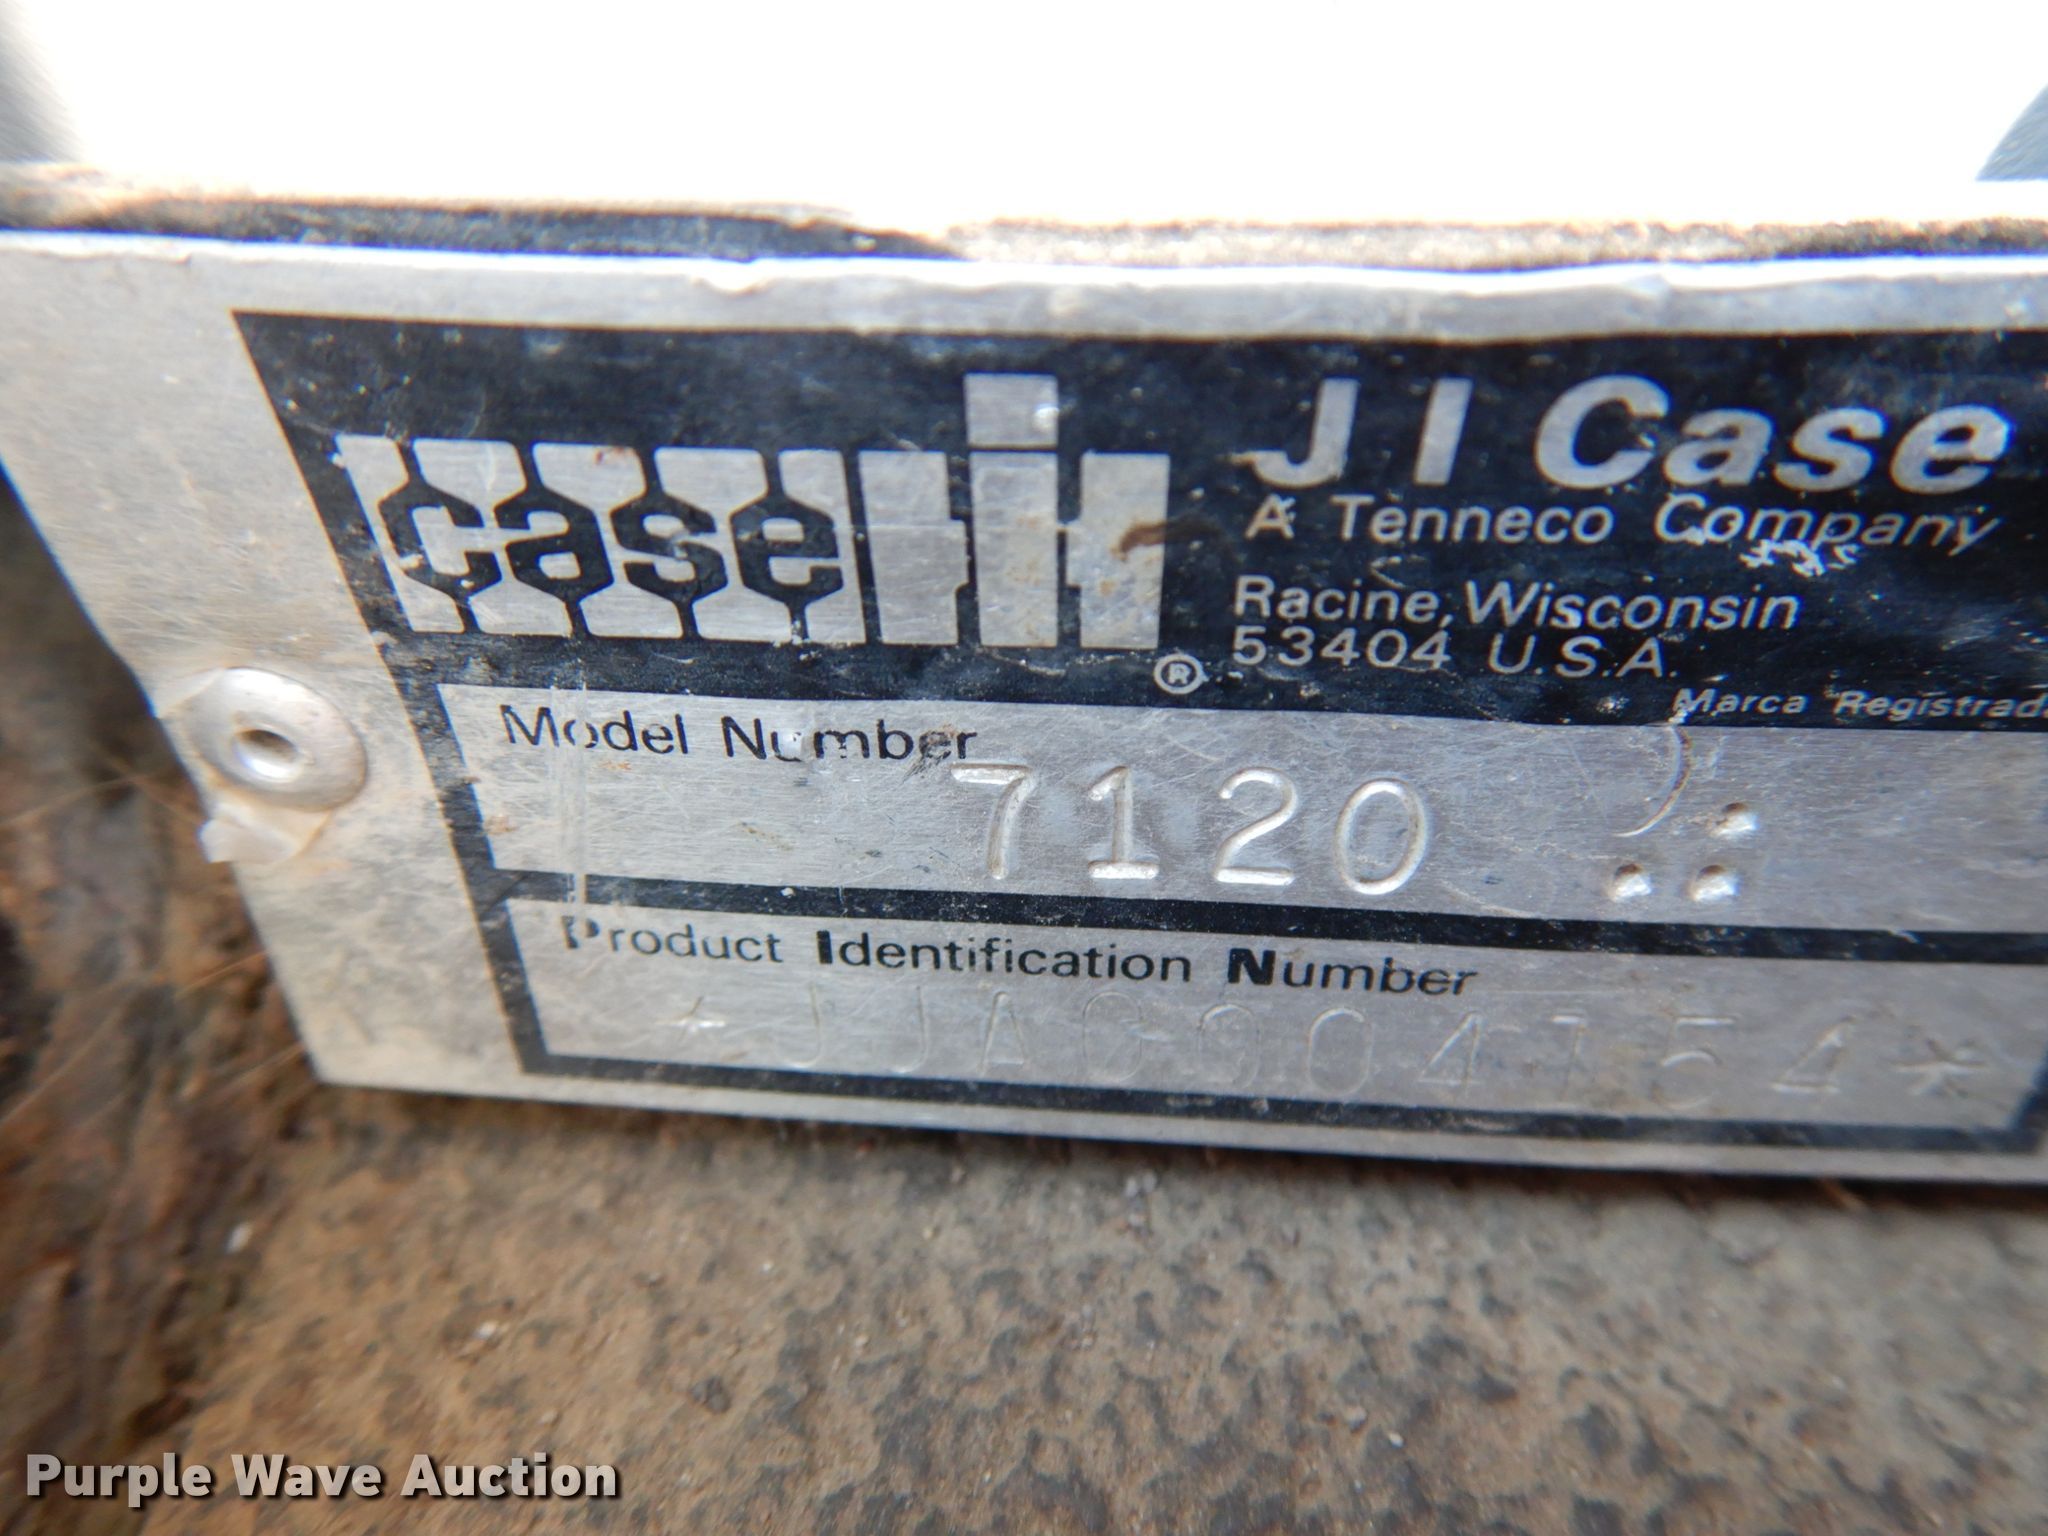 case IH ®
J I Case
A Tenneco Company
Racine, Wisconsin
53404 U.S.A.
Marca Registrada
Model Number
7120
Product Identification Number
*JJA0004154*
Purple Wave Auction